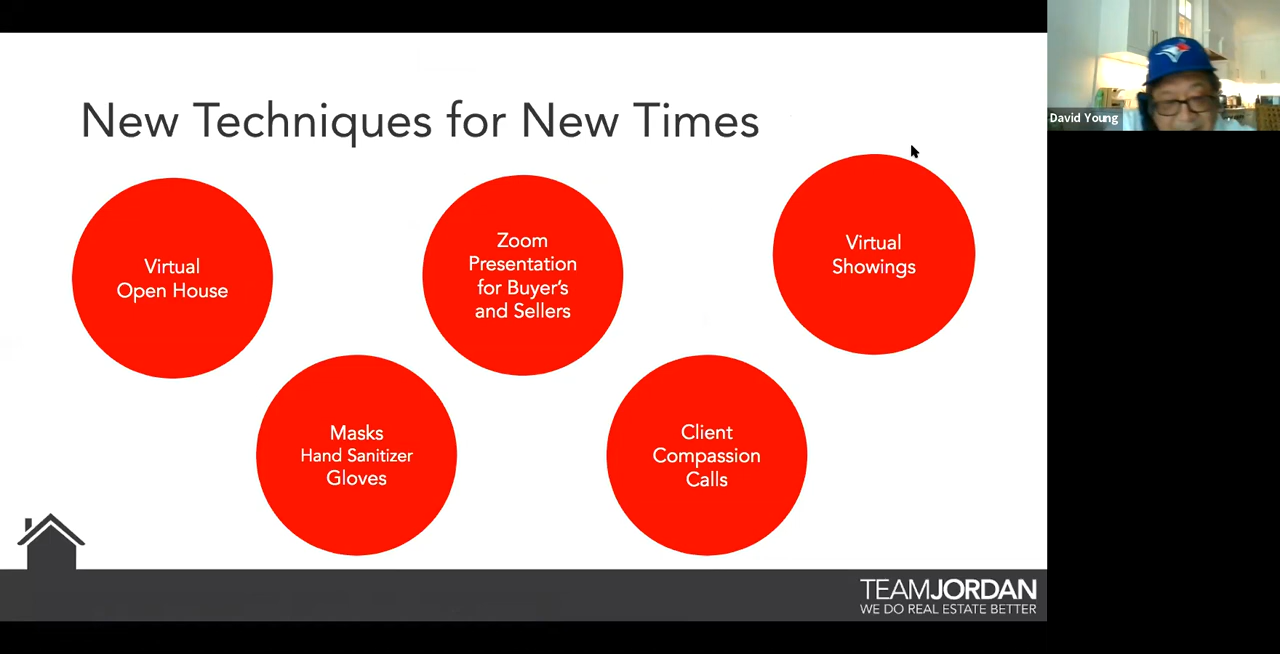 New Techniques for New Times
Virtual
Open House
Zoom
Presentation
for Buyer’s
and Sellers
Virtual
Showings
Masks
Hand Sanitizer
Gloves
Client
Compassion
Calls
TEAMJORDAN
WE DO REAL ESTATE BETTER
David Young